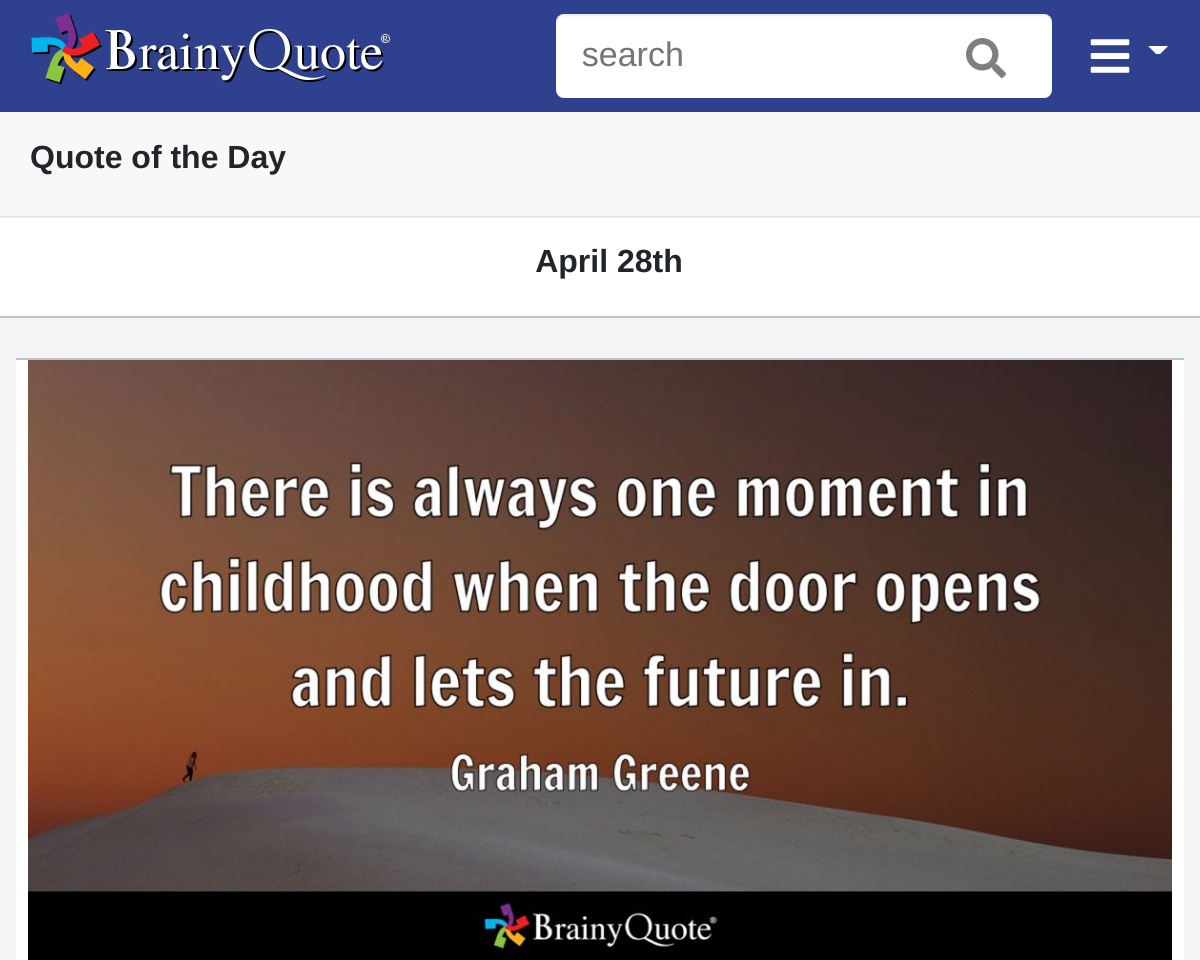 BrainyQuote®
search
Quote of the Day
April 28th
There is always one moment in
childhood when the door opens
and lets the future in.
Graham Greene
BrainyQuote®